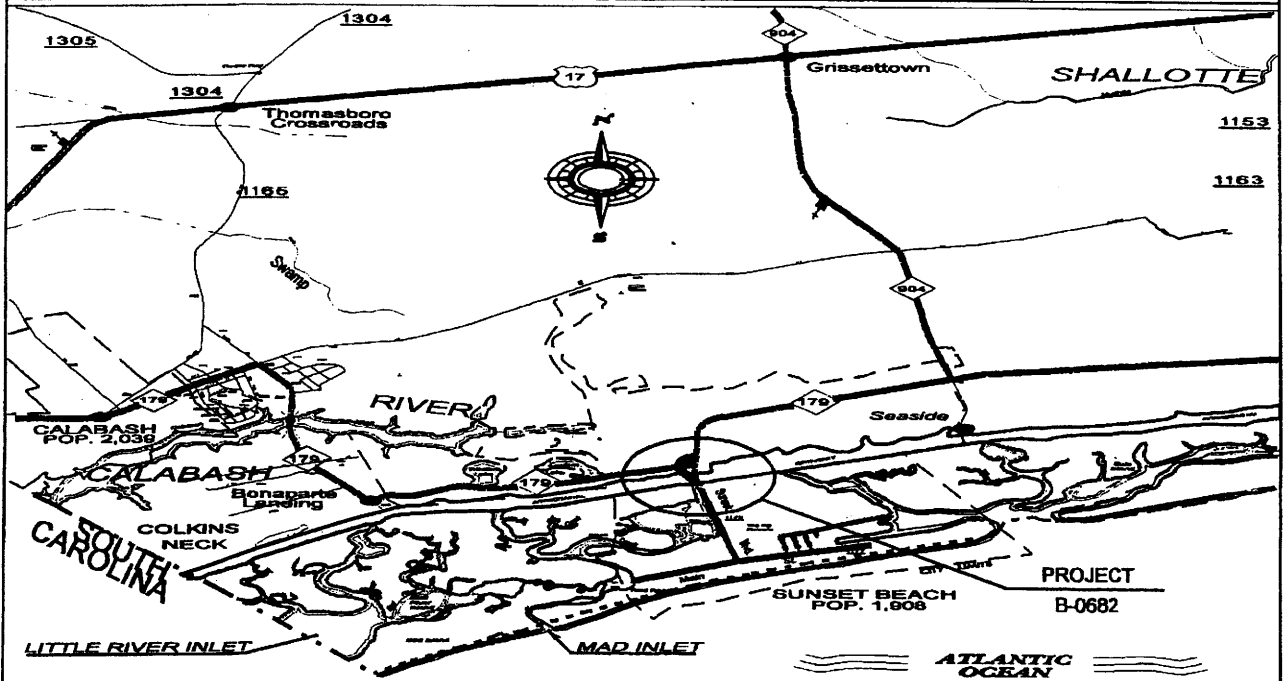 1304
1305
904
17
Grissettown
SHALLOTTE
1304
Thomasboro
Crossroads
1153
N
1163
1165
S
Swamp
904
179
RIVER
179
Seaside
CALABASH
POP. 2,039
CALABASH
179
Bonaparte
Landing
179
COLKINS
NECK
SOUTH
CAROLINA
Main
PROJECT
B-0682
SUNSET BEACH
POP. 1,908
LITTLE RIVER INLET
MAD INLET
ATLANTIC
OCEAN